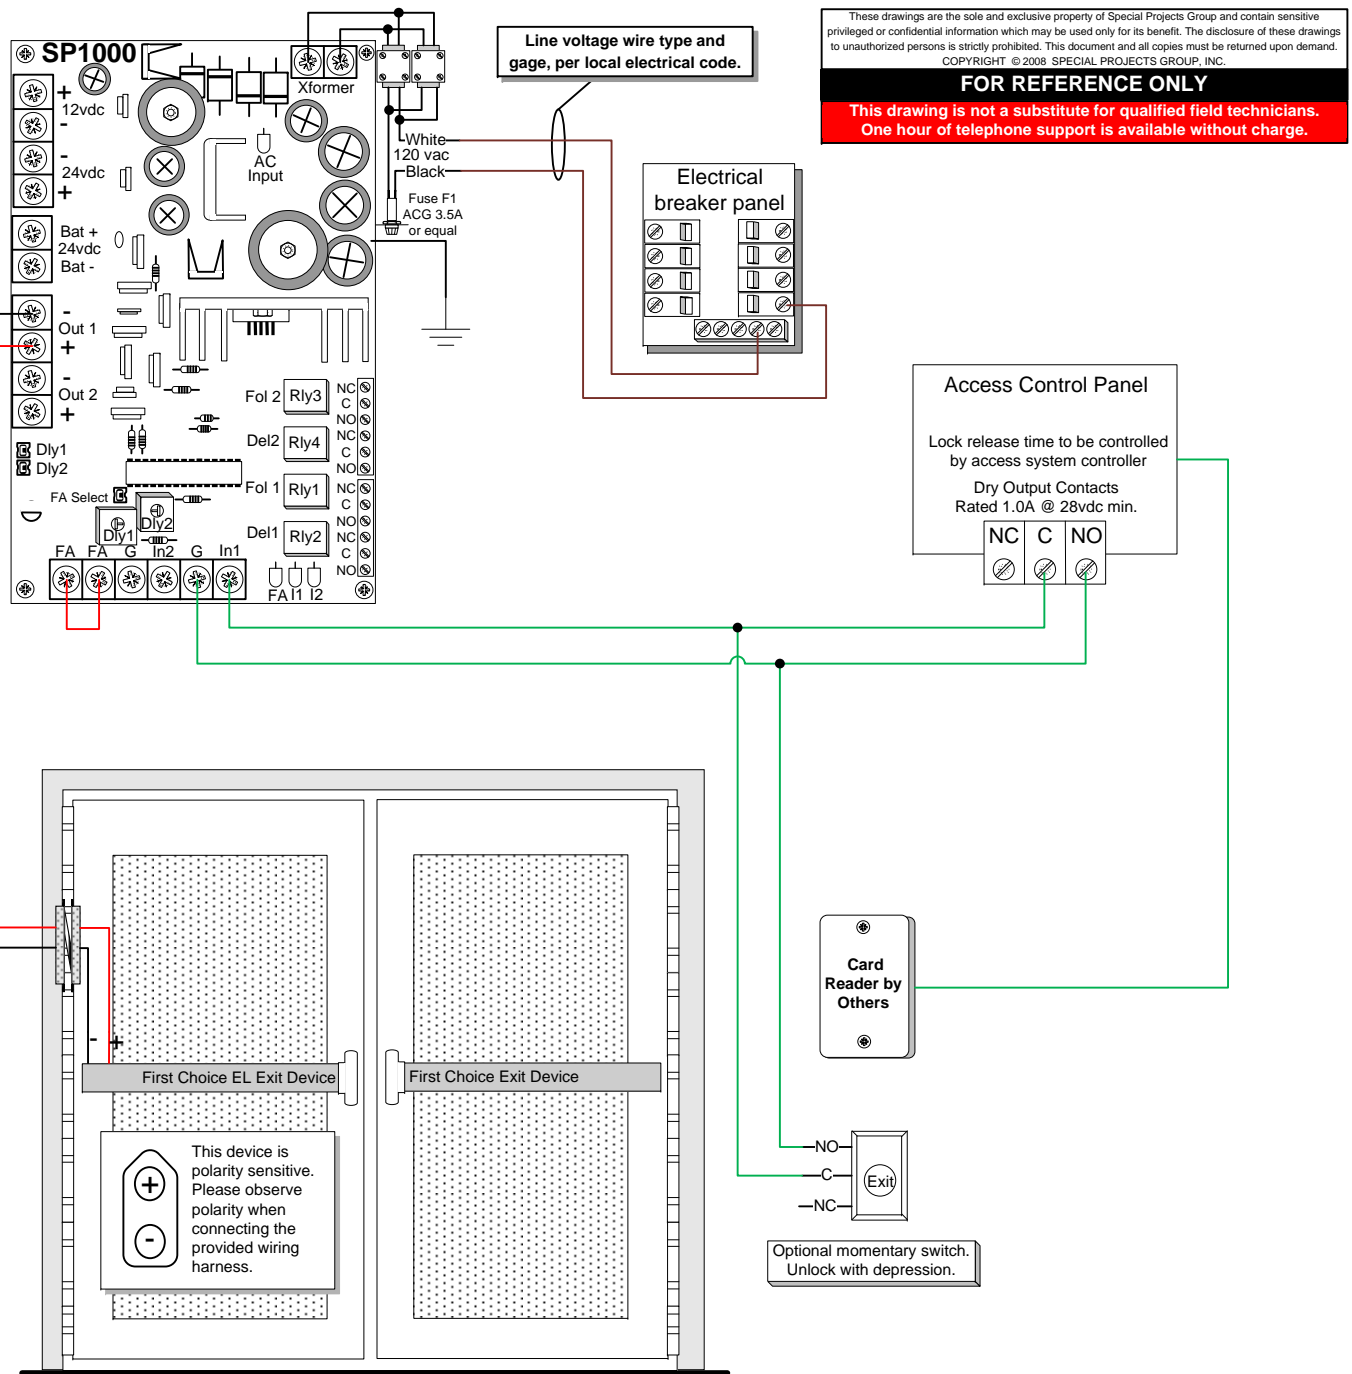 These drawings are the sole and exclusive property of Special Projects Group and contain sensitive
privileged or confidential information which may be used only for its benefit. The disclosure of these drawings
to unauthorized persons is strictly prohibited. This document and all copies must be returned upon demand.
COPYRIGHT © 2008 SPECIAL PROJECTS GROUP, INC.
FOR REFERENCE ONLY
This drawing is not a substitute for qualified field technicians.
One hour of telephone support is available without charge.
Line voltage wire type and
gage, per local electrical code.
SP1000
Xformer
+
12vdc
-
-
24vdc
+
AC
Input
White
120 vac
Black
Fuse F1
ACG 3.5A
or equal
Bat +
24vdc
Bat -
-
Out 1
+
-
Out 2
+
Electrical
breaker panel
Fol 2 Rly3 NC
C
NO
Del2 Rly4 NC
C
NO
Fol 1 Rly1 NC
C
NO
Del1 Rly2 NC
C
NO
Dly1
Dly2
FA Select
Dly2
Dly1
FA FA G In2 G In1
FA I1 I2
Access Control Panel
Lock release time to be controlled
by access system controller
Dry Output Contacts
Rated 1.0A @ 28vdc min.
NC C NO
- +
First Choice EL Exit Device
First Choice Exit Device
This device is
polarity sensitive.
Please observe
polarity when
connecting the
provided wiring
harness.
+
-
Card
Reader by
Others
NO
C
NC
Exit
Optional momentary switch.
Unlock with depression.